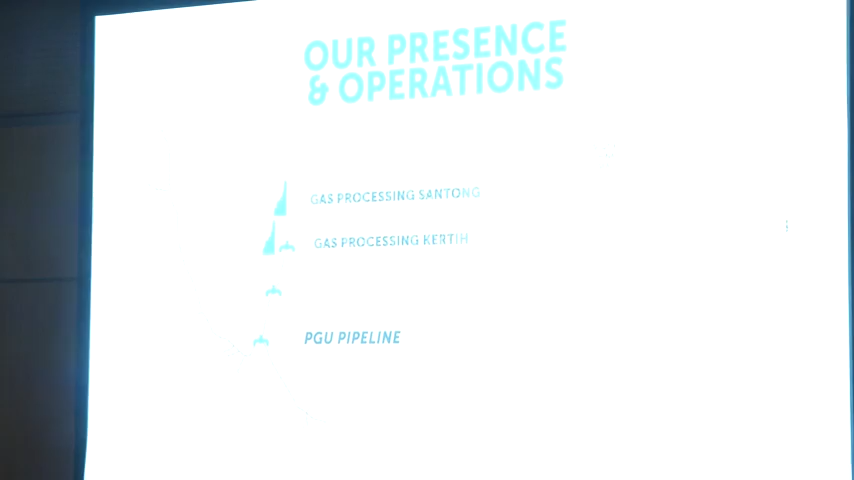 OUR PRESENCE
& OPERATIONS
GAS PROCESSING SANTONG
GAS PROCESSING KERTIH
PGU PIPELINE